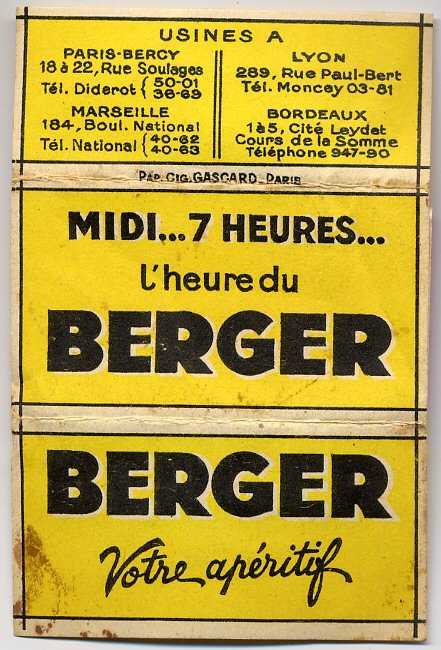 USINES A
PARIS-BERCY
18 à 22, Rue Soulages
Tél. Diderot { 50-01
36-69
MARSEILLE
184, Boul. National
Tél. National { 40-62
40-63
LYON
289, Rue Paul-Bert
Tél. Moncey 03-81
BORDEAUX
1 à 5, Cité Leydet
Cours de la Somme
Téléphone 947-90
PAP. CIG. GASCARD_PARIS
MIDI... 7 HEURES...
l'heure du
BERGER
BERGER
Votre apéritif